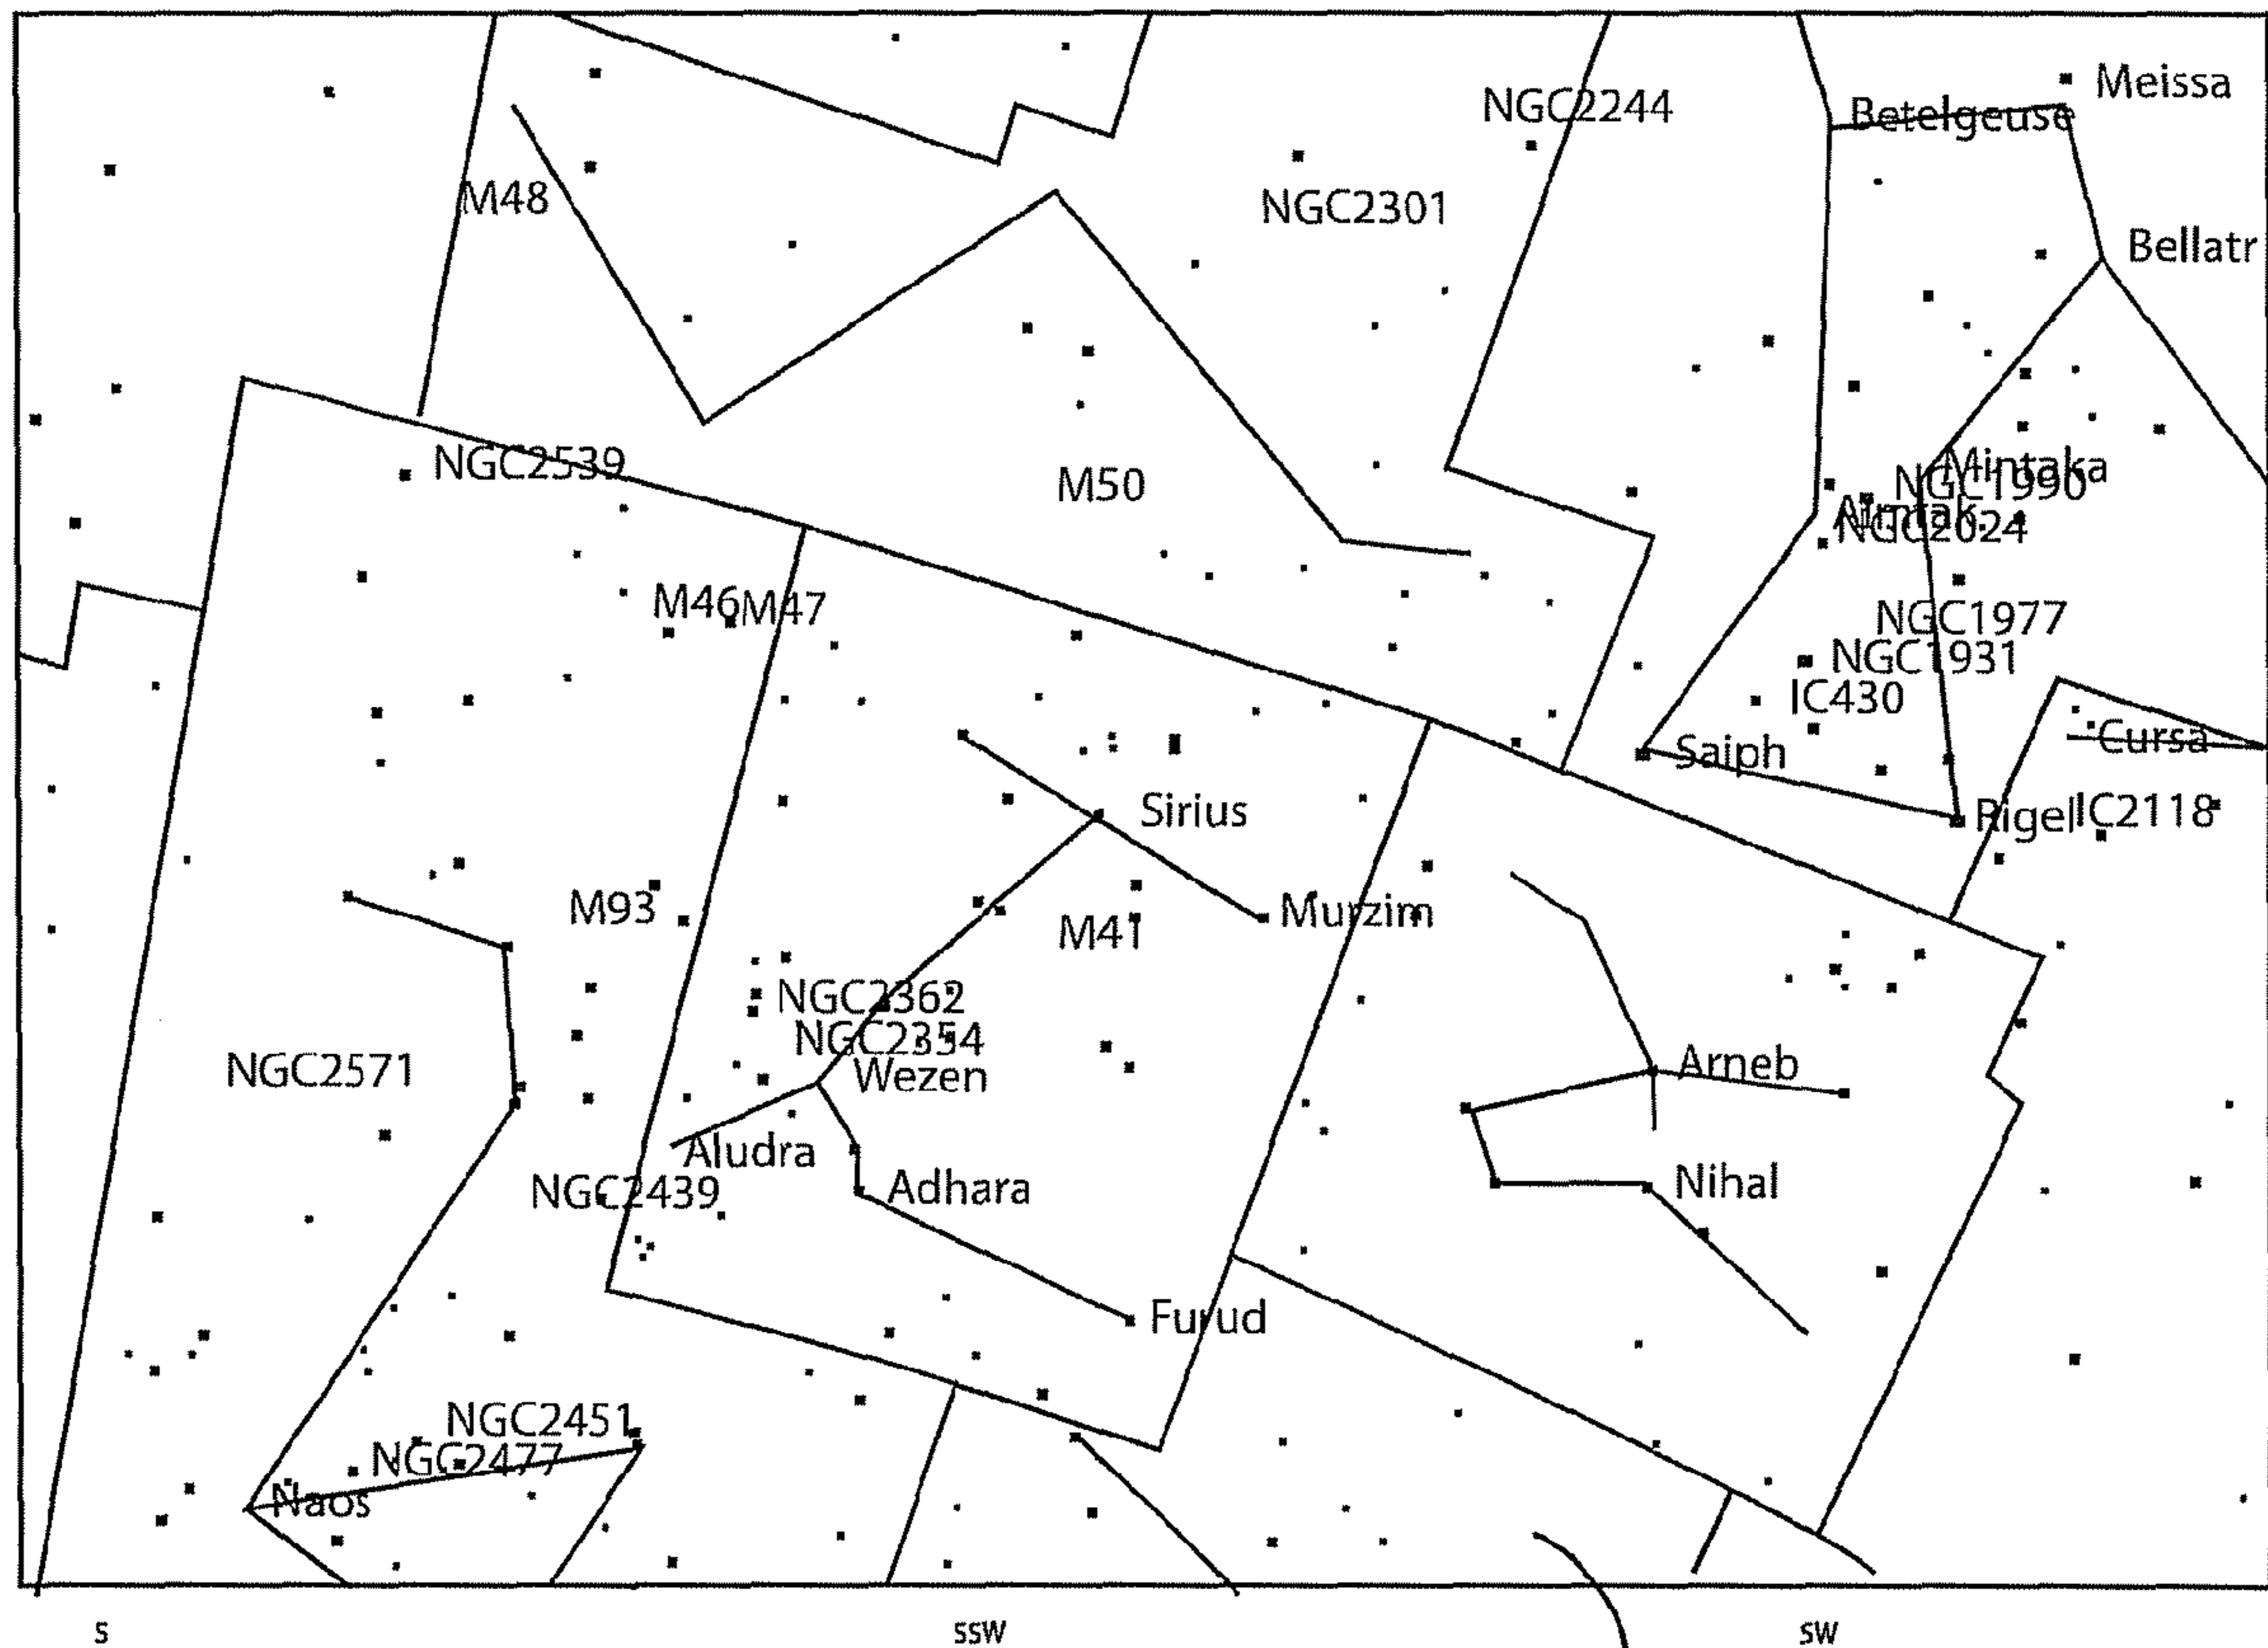 Meissa
NGC2244
Betelgeuse
M48
NGC2301
Bellatr
NGC2539
M50
Mintaka
NGC1990
NGC2024
M46
M47
NGC1977
NGC1931
IC430
Saiph
Cursa
Sirius
Rigel
IC2118
M93
M41
Murzim
NGC2362
NGC2354
Wezen
NGC2571
Arneb
Aludra
NGC2439
Adhara
Nihal
Furud
NGC2451
NGC2477
Naos
S
SSW
SW